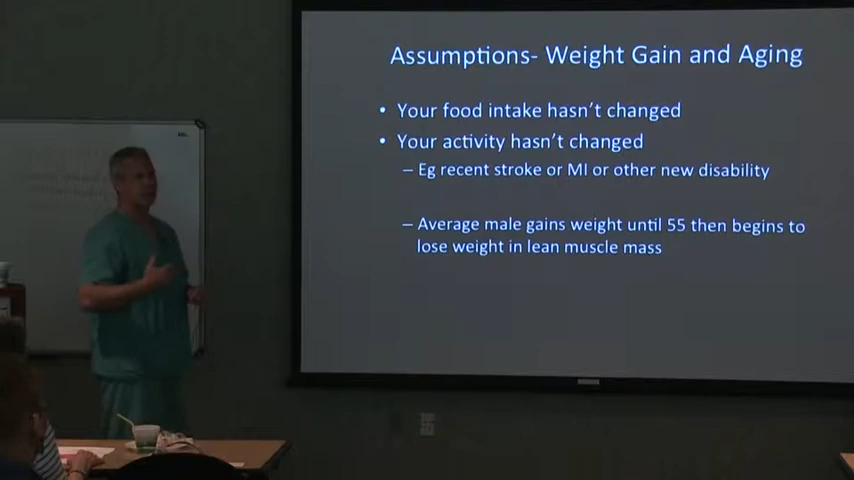 Assumptions- Weight Gain and Aging
• Your food intake hasn't changed
• Your activity hasn't changed
– Eg recent stroke or MI or other new disability
– Average male gains weight until 55 then begins to
lose weight in lean muscle mass